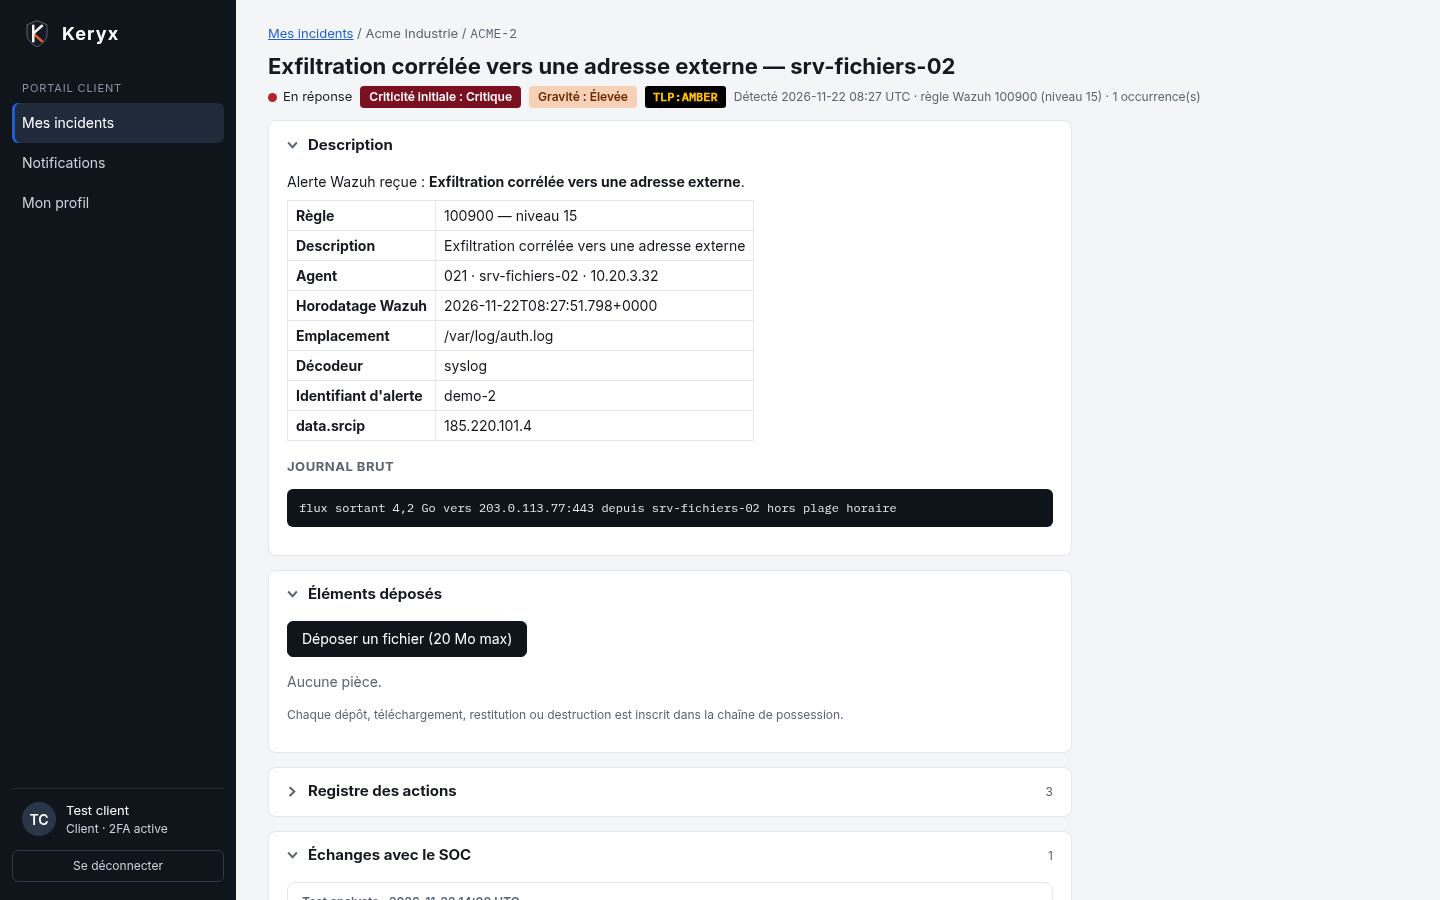 Keryx
PORTAIL CLIENT
Mes incidents
Notifications
Mon profil
TC
Test client
Client · 2FA active
Se déconnecter
Mes incidents / Acme Industrie / ACME-2
Exfiltration corrélée vers une adresse externe — srv-fichiers-02
En réponse Criticité initiale : Critique Gravité : Élevée TLP:AMBER Détecté 2026-11-22 08:27 UTC · règle Wazuh 100900 (niveau 15) · 1 occurrence(s)
Description
Alerte Wazuh reçue : Exfiltration corrélée vers une adresse externe.
Règle 100900 — niveau 15
Description Exfiltration corrélée vers une adresse externe
Agent 021 · srv-fichiers-02 · 10.20.3.32
Horodatage Wazuh 2026-11-22T08:27:51.798+0000
Emplacement /var/log/auth.log
Décodeur syslog
Identifiant d'alerte demo-2
data.srcip 185.220.101.4
JOURNAL BRUT
flux sortant 4,2 Go vers 203.0.113.77:443 depuis srv-fichiers-02 hors plage horaire
Éléments déposés
Déposer un fichier (20 Mo max)
Aucune pièce.
Chaque dépôt, téléchargement, restitution ou destruction est inscrit dans la chaîne de possession.
Registre des actions 3
Échanges avec le SOC 1